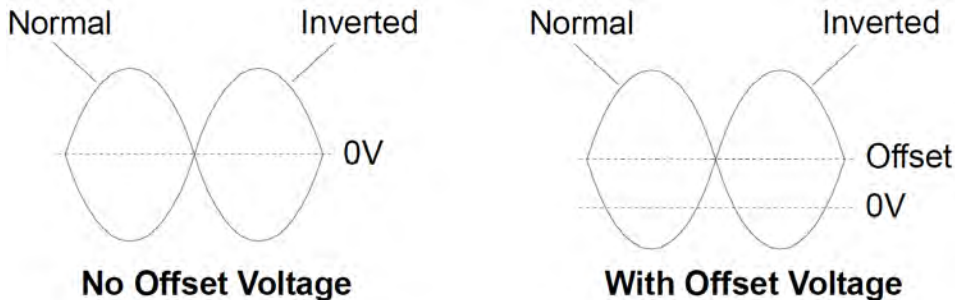 Normal Inverted
0V
No Offset Voltage
Normal Inverted
Offset
0V
With Offset Voltage